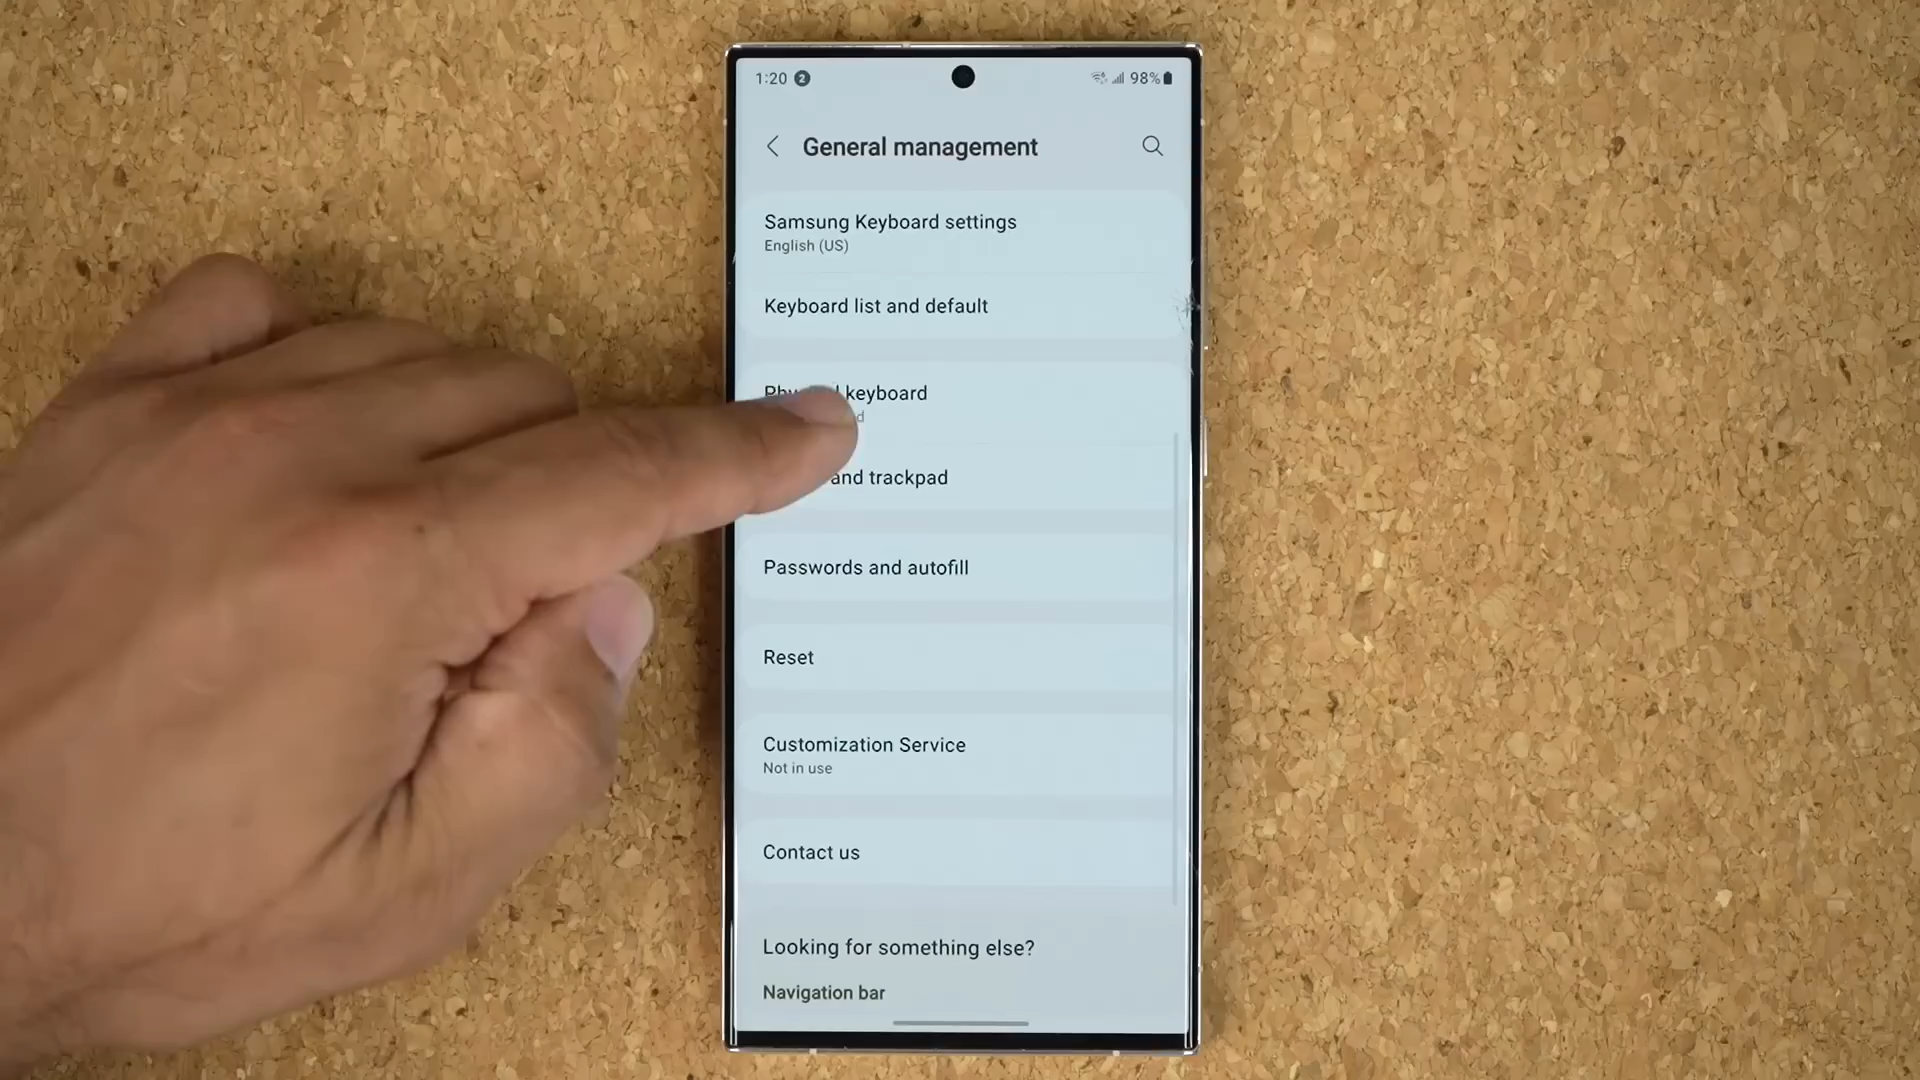 1:20 2 98%
General management
Samsung Keyboard settings
English (US)
Keyboard list and default
keyboard
and trackpad
Passwords and autofill
Reset
Customization Service
Not in use
Contact us
Looking for something else?
Navigation bar